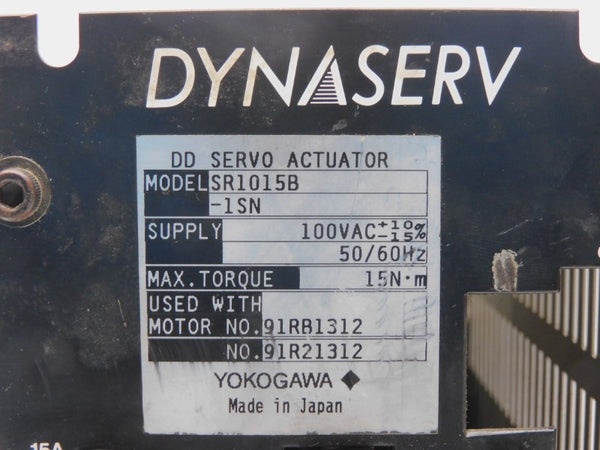 DYNASERV
DD SERVO ACTUATOR
MODEL SR1015B
-1SN
SUPPLY 100VAC +10 -15 %
50/60Hz
MAX.TORQUE 15N·m
USED WITH
MOTOR NO.91RB1312
NO.91R21312
YOKOGAWA
Made in Japan
15A